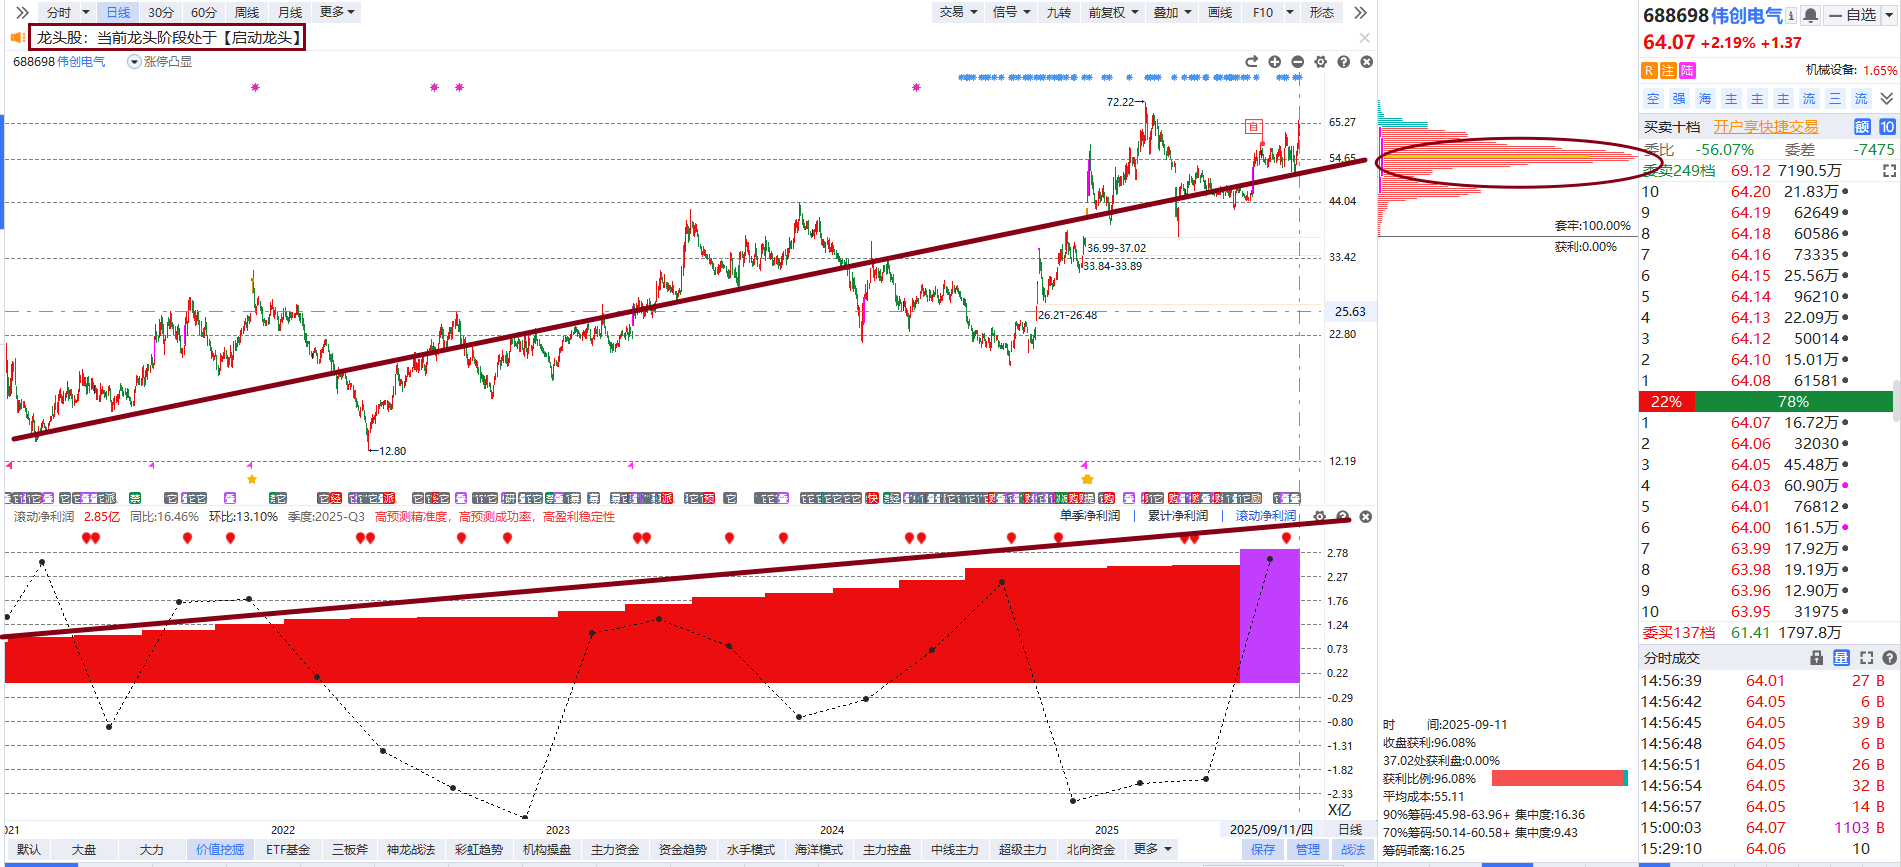 分时 日线 30分 60分 周线 月线 更多
交易 信号 九转 前复权 叠加 画线 F10 形态
龙头股：当前龙头阶段处于【启动龙头】
688698 伟创电气 涨停凸显
72.22
自
65.27
54.65
44.04
36.99-37.02
33.84-33.89
33.42
26.21-26.48
25.63
22.80
12.80
12.19
滚动净利润 2.85亿 同比:16.46% 环比:13.10% 季度:2025-Q3 高预测精准度，高预测成功率，高盈利稳定性
单季净利润 | 累计净利润 | 滚动净利润
2.78
2.27
1.76
1.24
0.73
0.22
-0.29
-0.80
-1.31
-1.82
-2.33
X亿
021 2022 2023 2024 2025 2025/09/11/四 日线
默认 大盘 大力 价值挖掘 ETF基金 三板斧 神龙战法 彩虹趋势 机构操盘 主力资金 资金趋势 水手模式 海洋模式 主力控盘 中线主力 超级主力 北向资金 更多 保存 管理 战法
套牢:100.00%
获利:0.00%
时 间:2025-09-11
收盘获利:96.08%
37.02处获利盘:0.00%
获利比例:96.08%
平均成本:55.11
90%筹码:45.98-63.96+ 集中度:16.36
70%筹码:50.14-60.58+ 集中度:9.43
筹码乖离:16.25
688698 伟创电气 自选
64.07 +2.19% +1.37
R 注 陆 机械设备: 1.65%
空 强 海 主 主 主 流 三 流
买卖十档 开户享快捷交易 额 10
委比 -56.07% 委差 -7475
委卖249档 69.12 7190.5万
10 64.20 21.83万
9 64.19 62649
8 64.18 60586
7 64.16 73335
6 64.15 25.56万
5 64.14 96210
4 64.13 22.09万
3 64.12 50014
2 64.10 15.01万
1 64.08 61581
22% 78%
1 64.07 16.72万
2 64.06 32030
3 64.05 45.48万
4 64.03 60.90万
5 64.01 76812
6 64.00 161.5万
7 63.99 17.92万
8 63.98 19.19万
9 63.96 12.90万
10 63.95 31975
委买137档 61.41 1797.8万
分时成交 量
14:56:39 64.01 27 B
14:56:42 64.05 6 B
14:56:45 64.05 39 B
14:56:48 64.05 6 B
14:56:51 64.05 26 B
14:56:54 64.05 32 B
14:56:57 64.05 14 B
15:00:03 64.07 1103 B
15:29:10 64.06 10